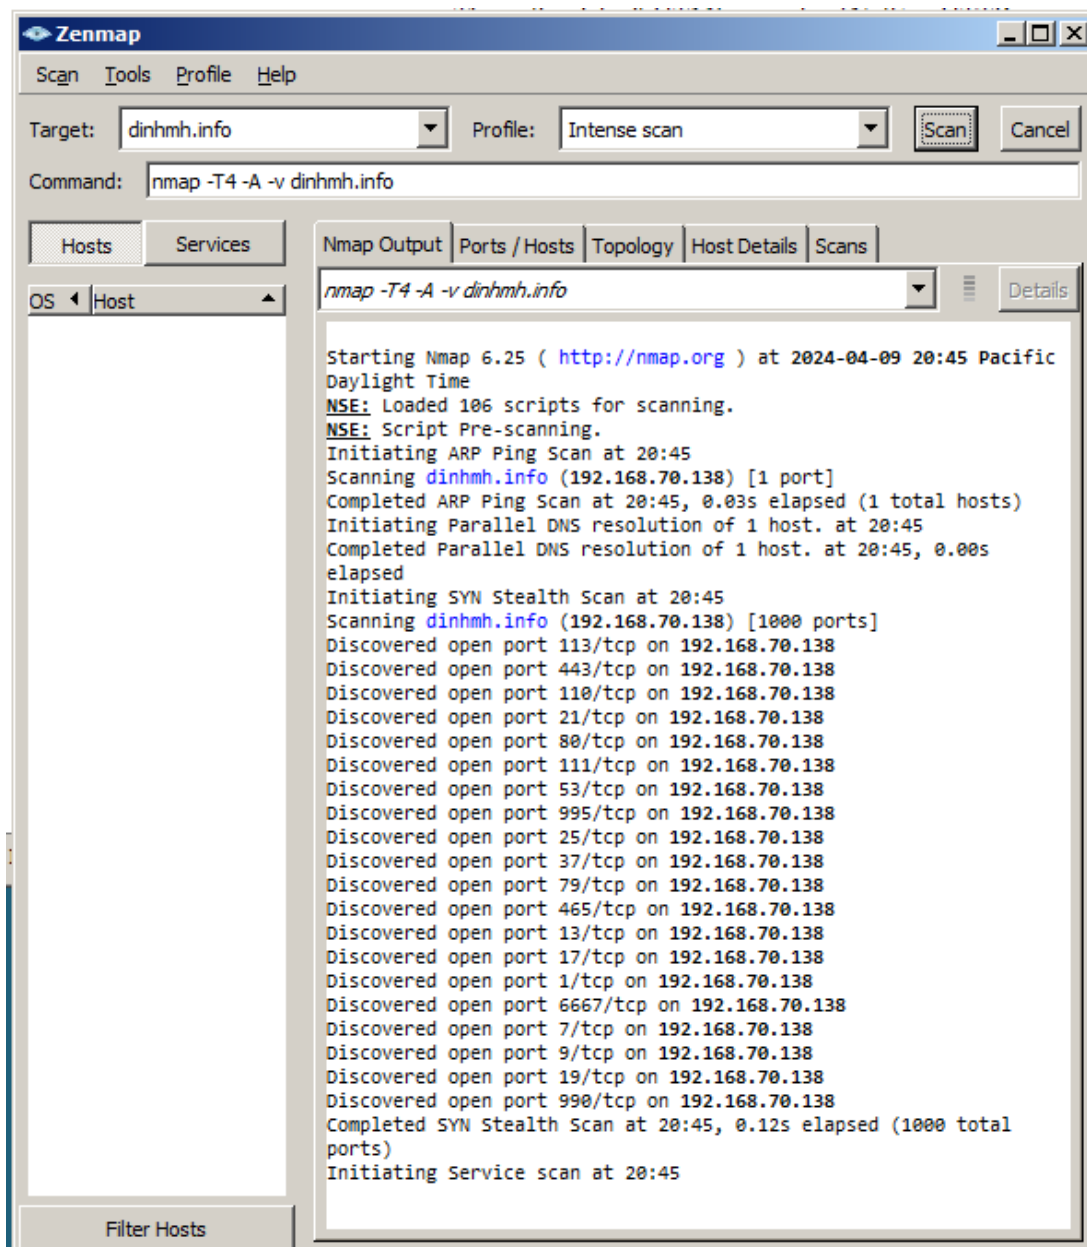 Zenmap
Scan Tools Profile Help
Target: dinhmh.info Profile: Intense scan Scan Cancel
Command: nmap -T4 -A -v dinhmh.info
Hosts Services
Nmap Output Ports / Hosts Topology Host Details Scans
OS Host
nmap -T4 -A -v dinhmh.info Details
Starting Nmap 6.25 ( http://nmap.org ) at 2024-04-09 20:45 Pacific
Daylight Time
NSE: Loaded 106 scripts for scanning.
NSE: Script Pre-scanning.
Initiating ARP Ping Scan at 20:45
Scanning dinhmh.info (192.168.70.138) [1 port]
Completed ARP Ping Scan at 20:45, 0.03s elapsed (1 total hosts)
Initiating Parallel DNS resolution of 1 host. at 20:45
Completed Parallel DNS resolution of 1 host. at 20:45, 0.00s
elapsed
Initiating SYN Stealth Scan at 20:45
Scanning dinhmh.info (192.168.70.138) [1000 ports]
Discovered open port 113/tcp on 192.168.70.138
Discovered open port 443/tcp on 192.168.70.138
Discovered open port 110/tcp on 192.168.70.138
Discovered open port 21/tcp on 192.168.70.138
Discovered open port 80/tcp on 192.168.70.138
Discovered open port 111/tcp on 192.168.70.138
Discovered open port 53/tcp on 192.168.70.138
Discovered open port 995/tcp on 192.168.70.138
Discovered open port 25/tcp on 192.168.70.138
Discovered open port 37/tcp on 192.168.70.138
Discovered open port 79/tcp on 192.168.70.138
Discovered open port 465/tcp on 192.168.70.138
Discovered open port 13/tcp on 192.168.70.138
Discovered open port 17/tcp on 192.168.70.138
Discovered open port 1/tcp on 192.168.70.138
Discovered open port 6667/tcp on 192.168.70.138
Discovered open port 7/tcp on 192.168.70.138
Discovered open port 9/tcp on 192.168.70.138
Discovered open port 19/tcp on 192.168.70.138
Discovered open port 990/tcp on 192.168.70.138
Completed SYN Stealth Scan at 20:45, 0.12s elapsed (1000 total
ports)
Initiating Service scan at 20:45
Filter Hosts